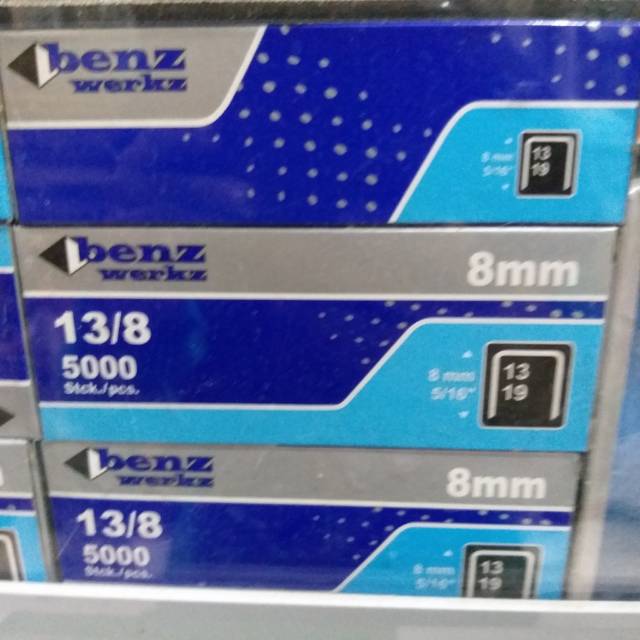 benz
werkz
8 mm
5/16"
13
19
benz
werkz
8mm
13/8
5000
Stck./pcs.
8 mm
5/16"
13
19
benz
werkz
8mm
13/8
5000
Stck./pcs.
8 mm
5/16"
13
19